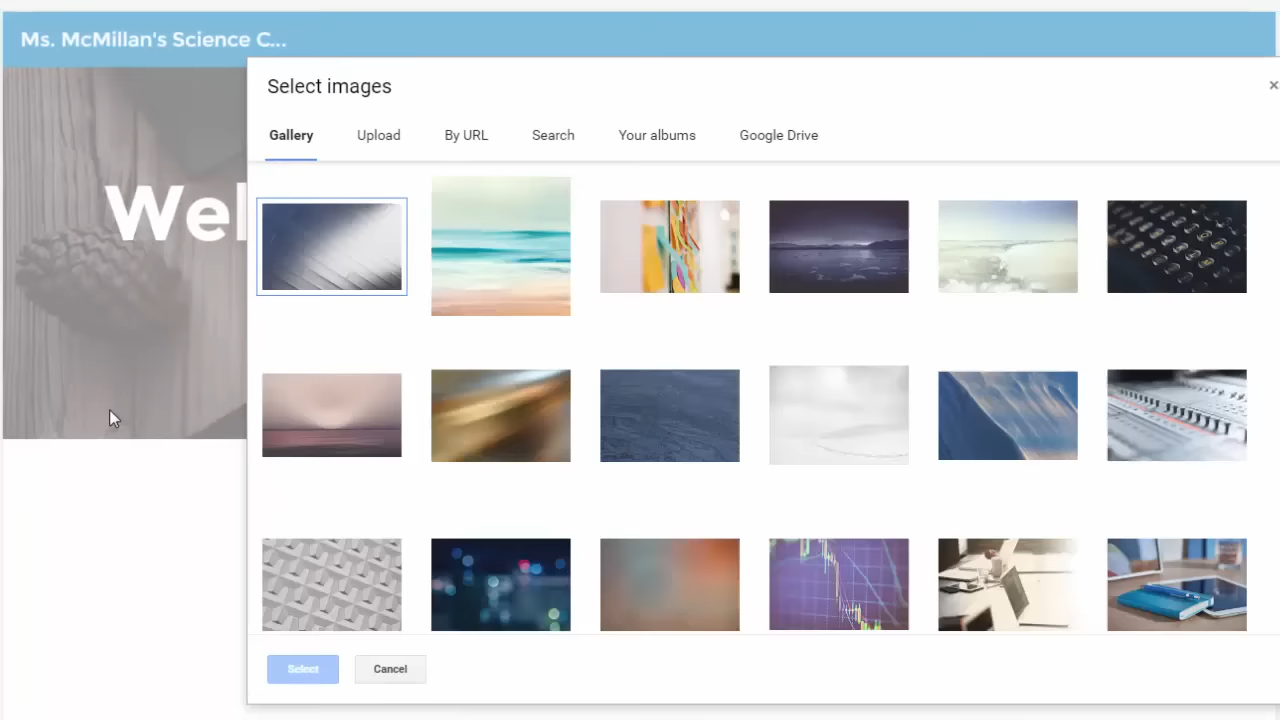 Ms. McMillan's Science C...
Wel
Select images
×
Gallery Upload By URL Search Your albums Google Drive
Select Cancel